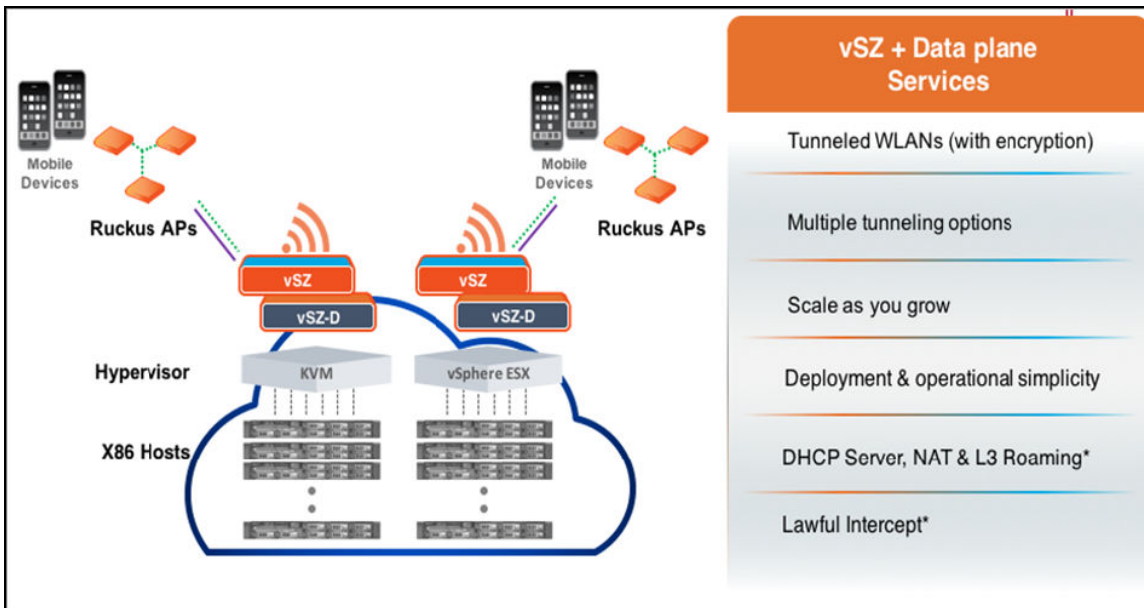 vSZ + Data plane
Services
Mobile
Devices
Ruckus APs
Mobile
Devices
Ruckus APs
vSZ
vSZ-D
vSZ
vSZ-D
Hypervisor
KVM
vSphere ESX
X86 Hosts
Tunneled WLANs (with encryption)
Multiple tunneling options
Scale as you grow
Deployment & operational simplicity
DHCP Server, NAT & L3 Roaming*
Lawful Intercept*